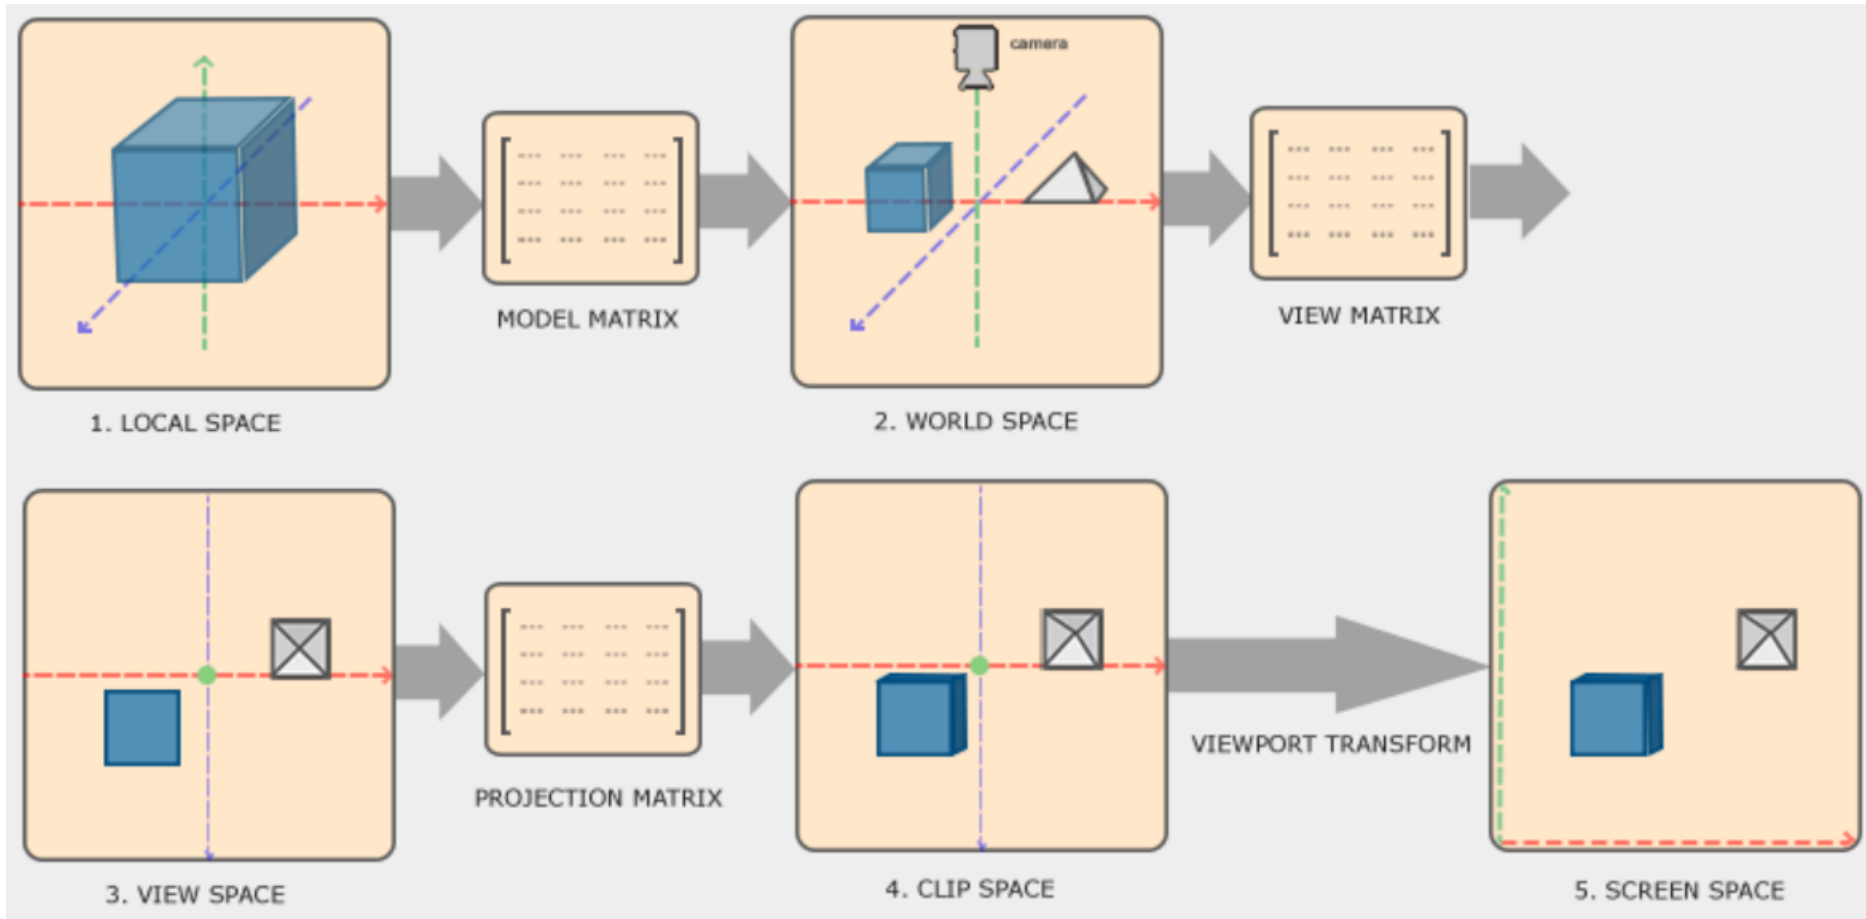 camera
MODEL MATRIX
VIEW MATRIX
1. LOCAL SPACE
2. WORLD SPACE
PROJECTION MATRIX
VIEWPORT TRANSFORM
3. VIEW SPACE
4. CLIP SPACE
5. SCREEN SPACE